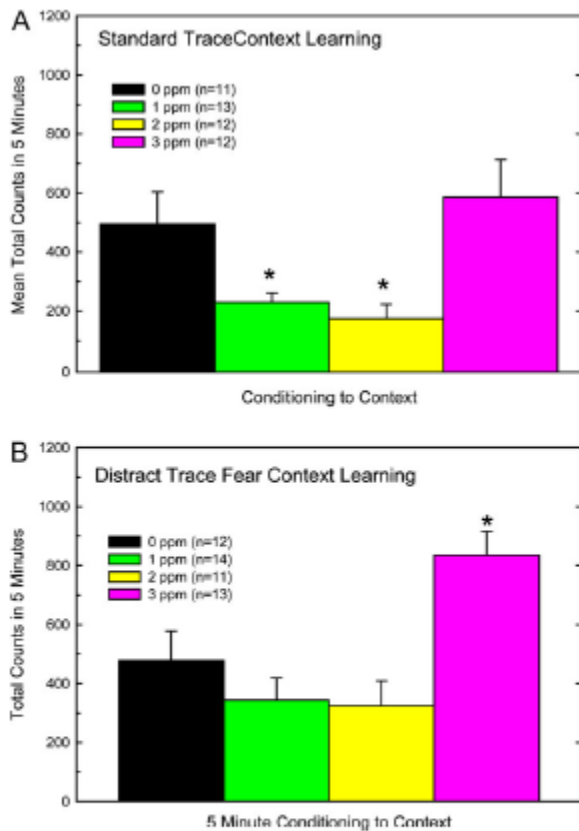 A
Standard TraceContext Learning
0 ppm (n=11)
1 ppm (n=13)
2 ppm (n=12)
3 ppm (n=12)
1200
1000
800
600
400
200
0
Mean Total Counts in 5 Minutes
*
*
Conditioning to Context
B
Distract Trace Fear Context Learning
0 ppm (n=12)
1 ppm (n=14)
2 ppm (n=11)
3 ppm (n=13)
1200
1000
800
600
400
200
0
Total Counts in 5 Minutes
*
5 Minute Conditioning to Context